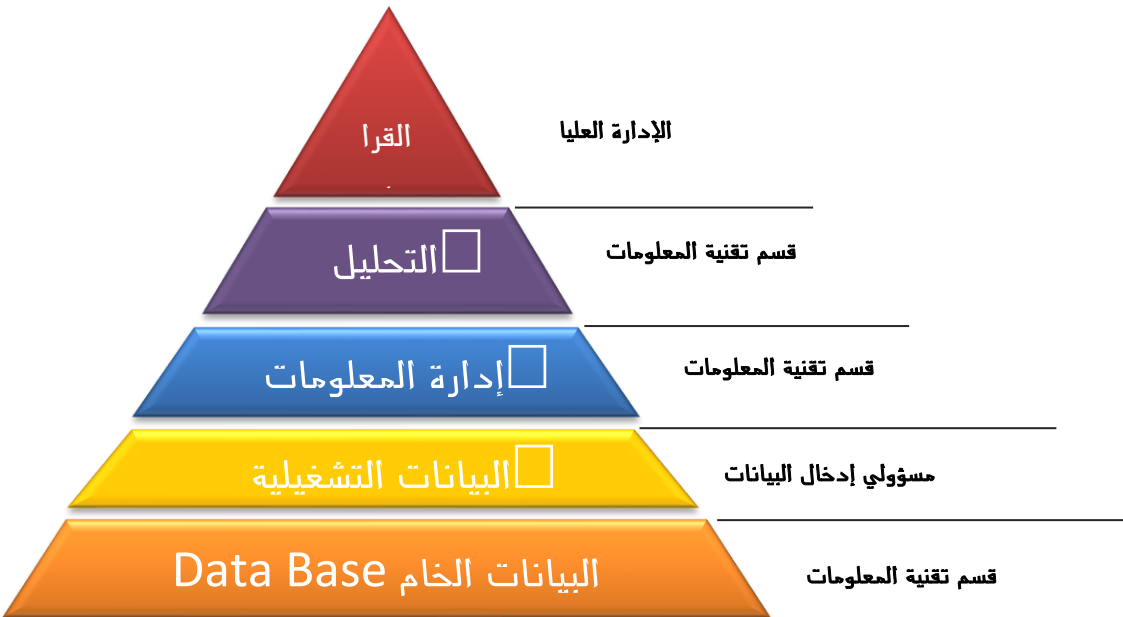 القرا
الإدارة العليا
التحليل
قسم تقنية المعلومات
إدارة المعلومات
قسم تقنية المعلومات
البيانات التشغيلية
مسؤولي إدخال البيانات
البيانات الخام Data Base
قسم تقنية المعلومات